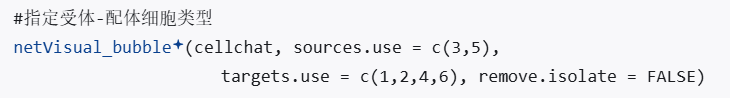 #指定受体-配体细胞类型
netVisual_bubble(cellchat, sources.use = c(3,5),
targets.use = c(1,2,4,6), remove.isolate = FALSE)